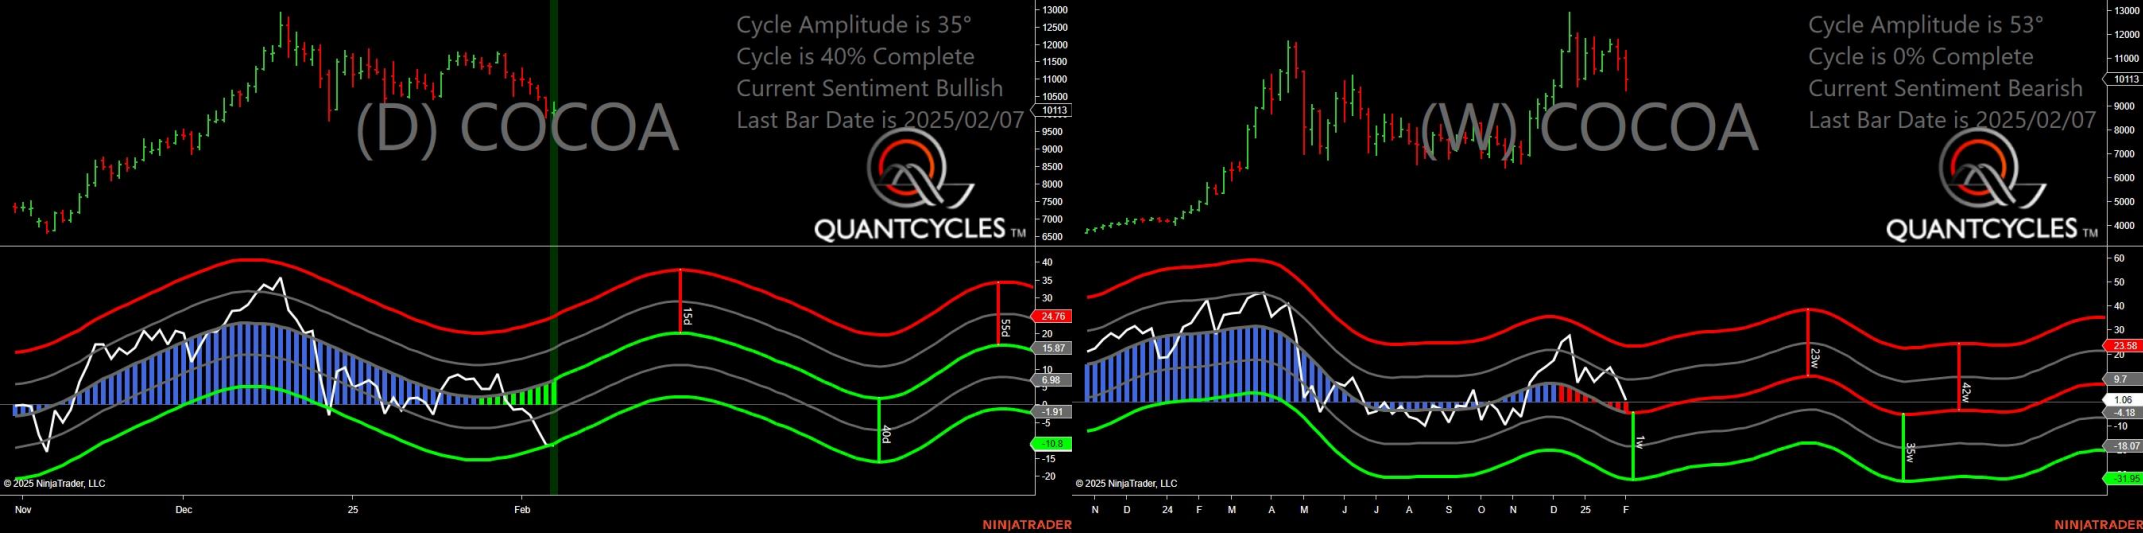 Cycle Amplitude is 35°
Cycle is 40% Complete
Current Sentiment Bullish
Last Bar Date is 2025/02/07
(D) COCOA
QUANTCYCLES TM
13000
12500
12000
11500
11000
10500
10113
9500
9000
8500
8000
7500
7000
6500
40
35
30
24.76
20
15.87
10
6.98
0
-1.91
-5
-10.8
-15
-20
15d
40d
55d
© 2025 NinjaTrader, LLC
Nov
Dec
25
Feb
NINJATRADER
Cycle Amplitude is 53°
Cycle is 0% Complete
Current Sentiment Bearish
Last Bar Date is 2025/02/07
(W) COCOA
QUANTCYCLES TM
13000
12000
11000
10113
9000
8000
7000
6000
5000
4000
60
50
40
30
23.58
20
9.7
1.06
-4.18
-10
-18.07
-31.95
1w
23w
35w
42w
© 2025 NinjaTrader, LLC
N
D
24
F
M
A
M
J
J
A
S
O
N
D
25
F
NINJATRADER